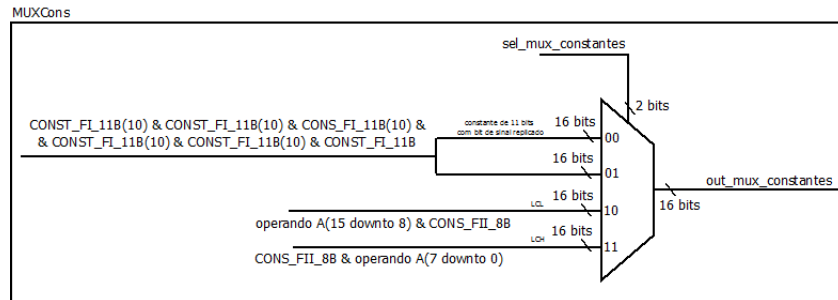 MUXCons
sel_mux_constantes
2 bits
CONST_FI_11B(10) & CONST_FI_11B(10) & CONS_FI_11B(10) &
& CONST_FI_11B(10) & CONST_FI_11B(10) & CONST_FI_11B
constante de 11 bits
com bit de sinal replicado
16 bits
00
16 bits
01
out_mux_constantes
16 bits
LCL
16 bits
10
operando A(15 downto 8) & CONS_FII_8B
LCH
16 bits
11
CONS_FII_8B & operando A(7 downto 0)